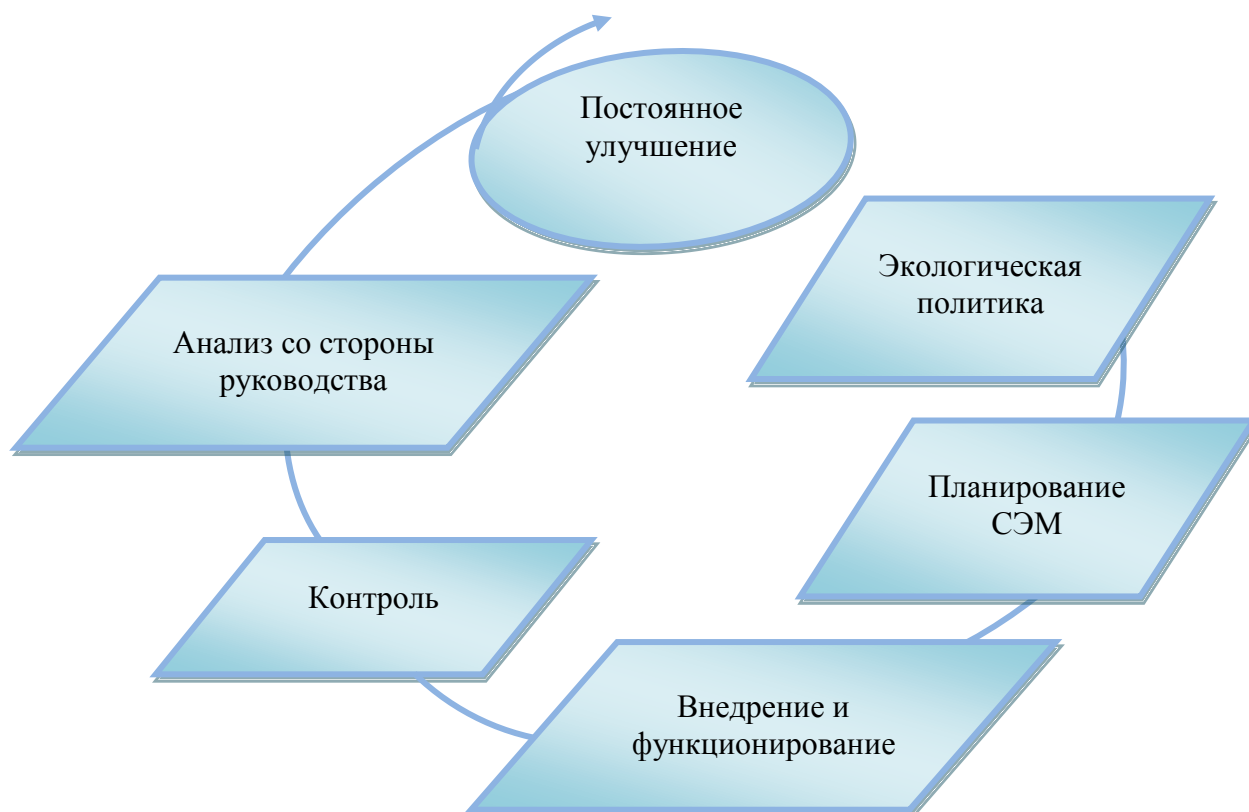 Постоянное
улучшение
Экологическая
политика
Анализ со стороны
руководства
Планирование
СЭМ
Контроль
Внедрение и
функционирование